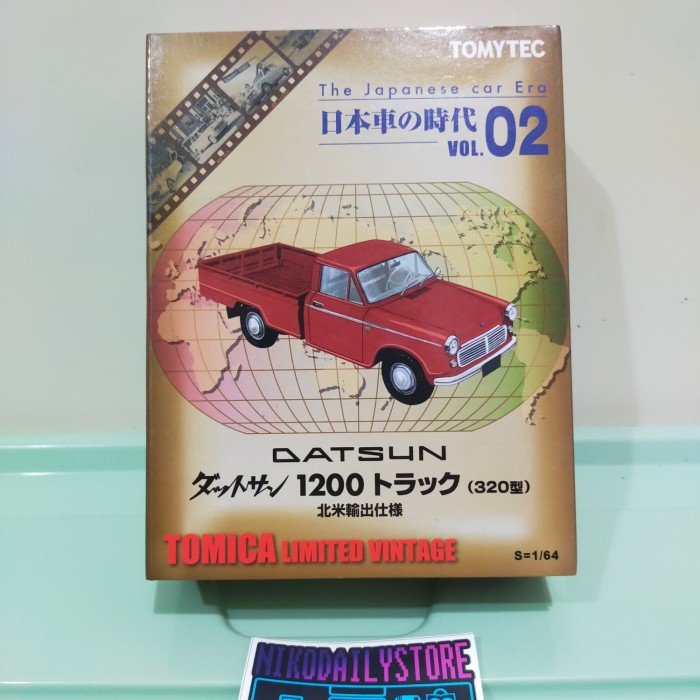 TOMYTEC
The Japanese car Era
日本車の時代
VOL.02
DATSUN
ダットサン 1200 トラック (320型)
北米輸出仕様
TOMICA LIMITED VINTAGE
S=1/64
NIKODAILYSTORE